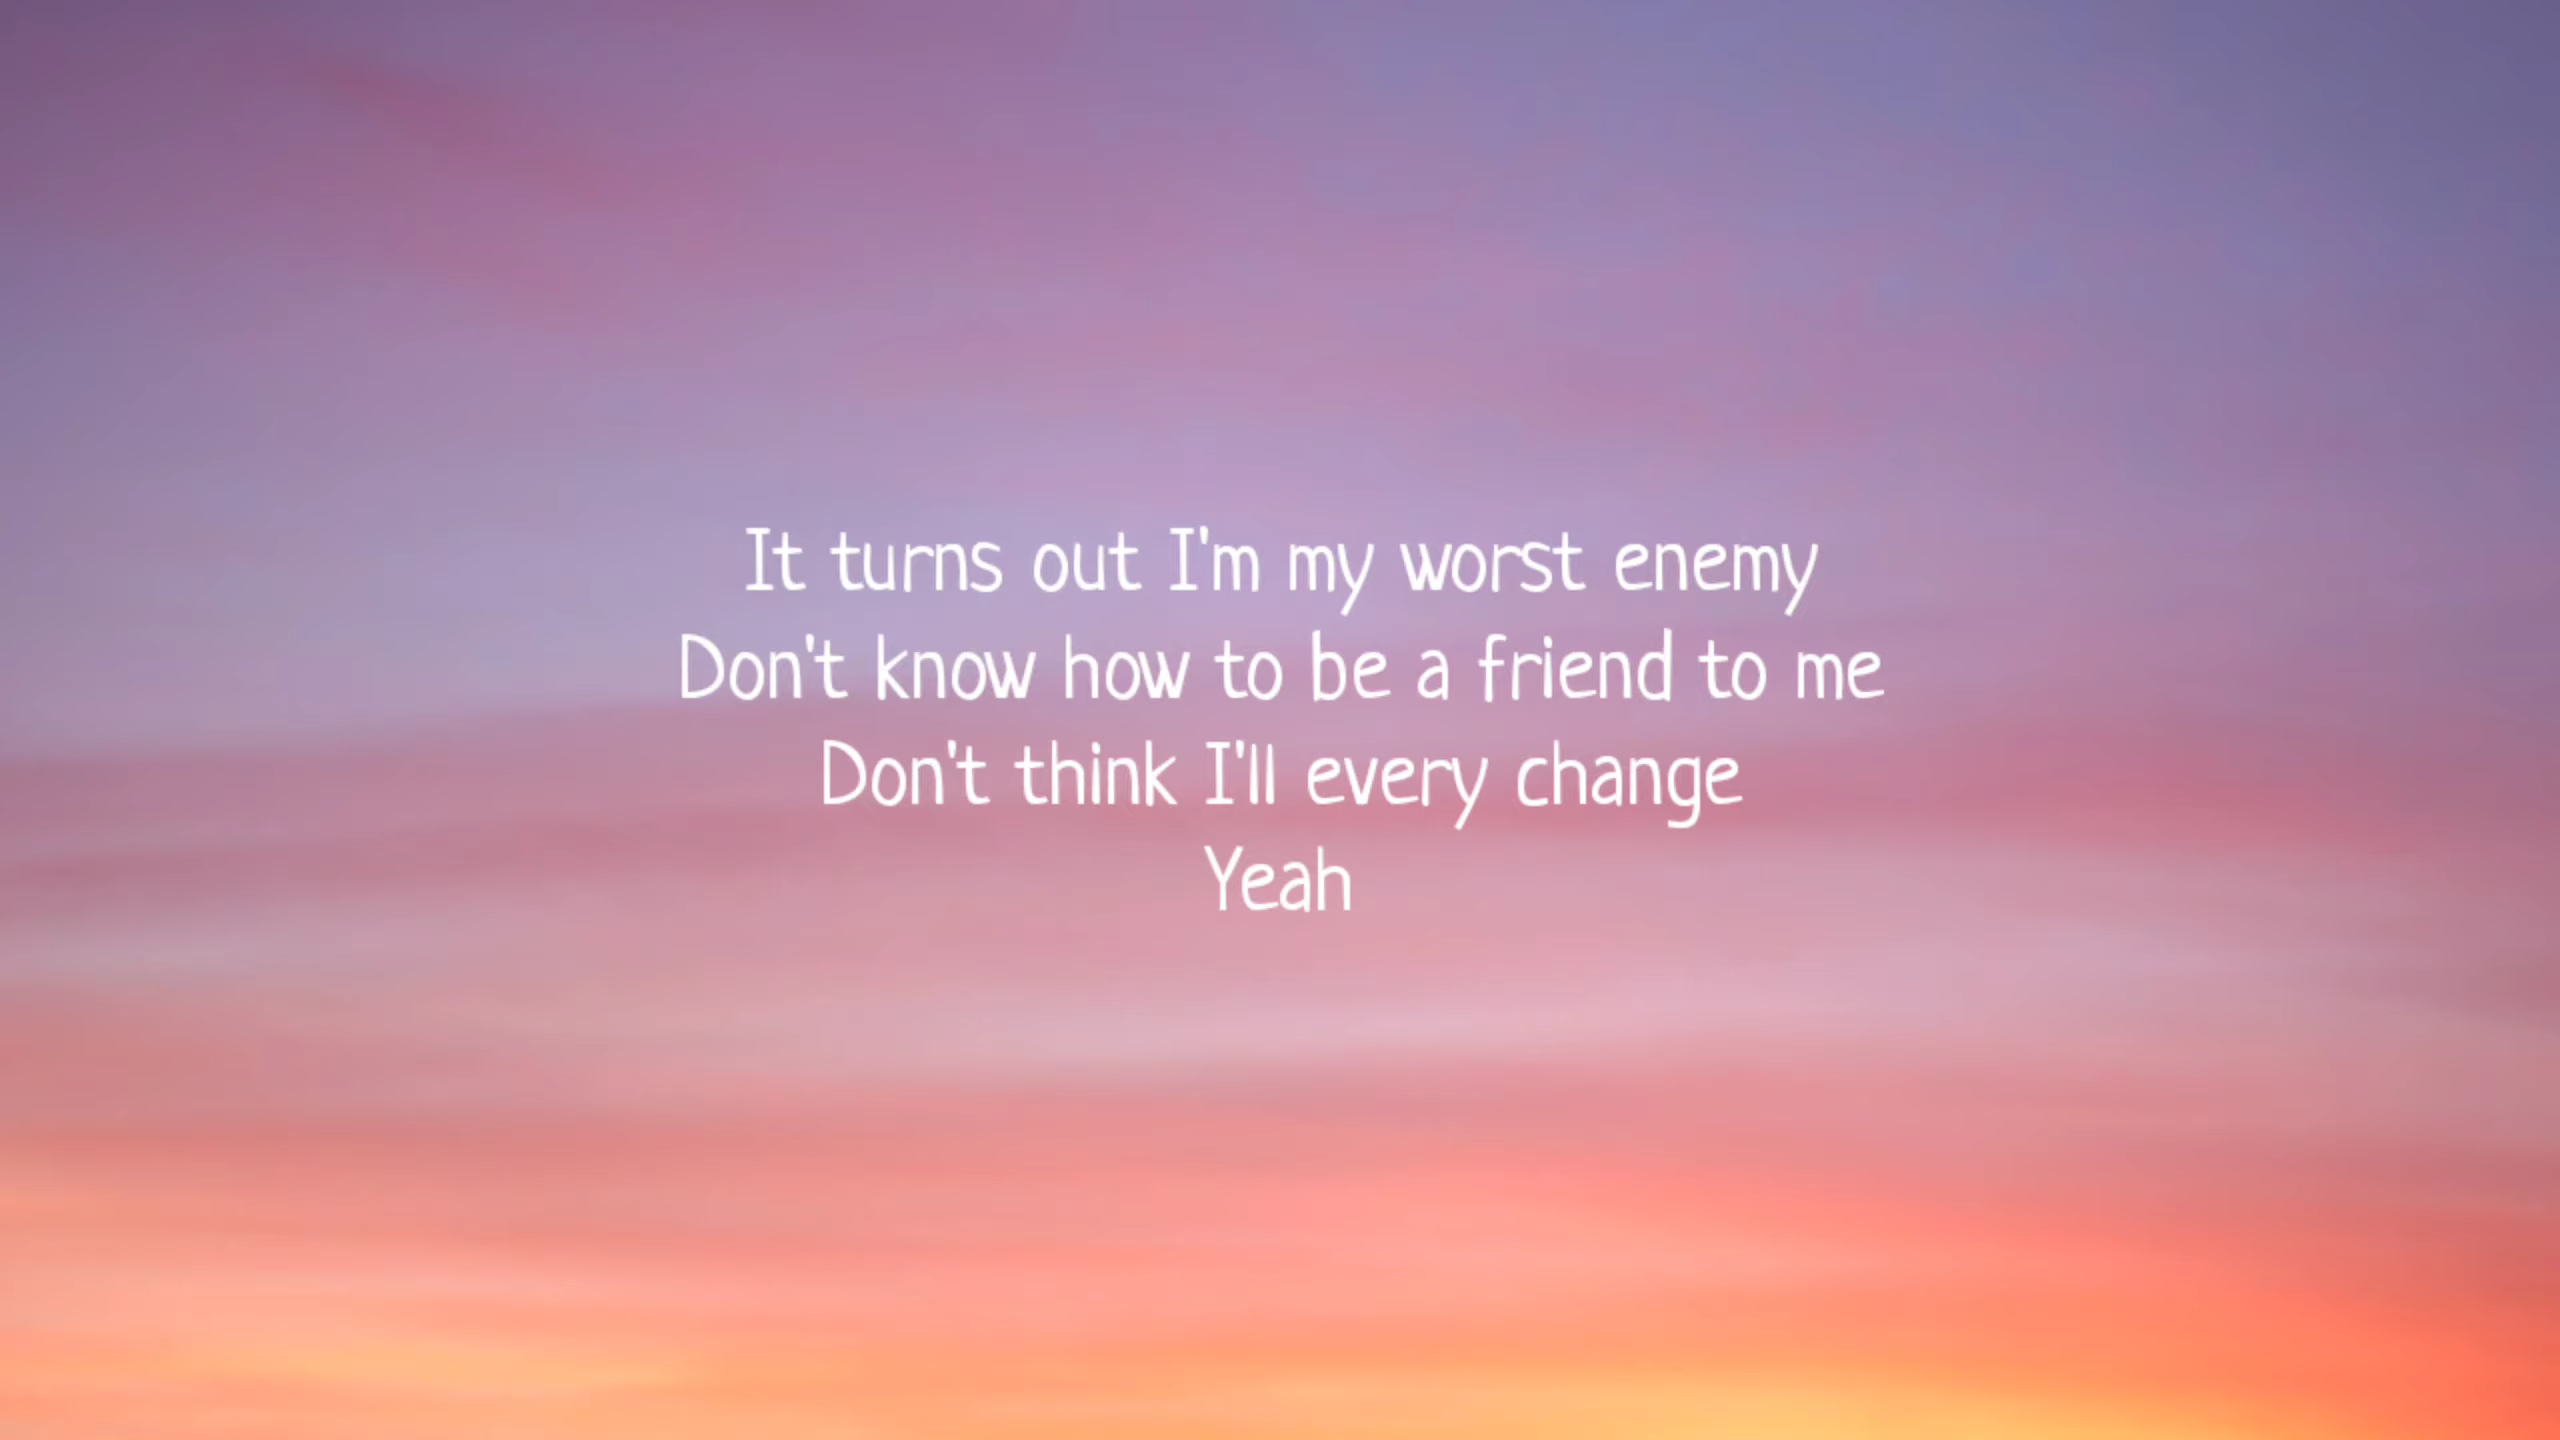 It turns out I'm my worst enemy
Don't know how to be a friend to me
Don't think I'll every change
Yeah